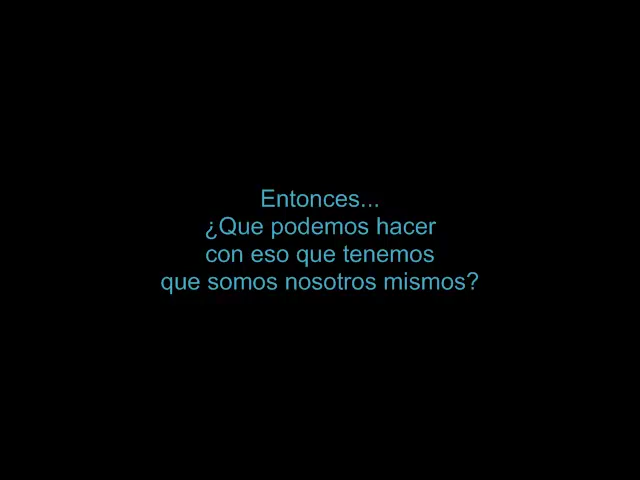 Entonces...
¿Que podemos hacer
con eso que tenemos
que somos nosotros mismos?